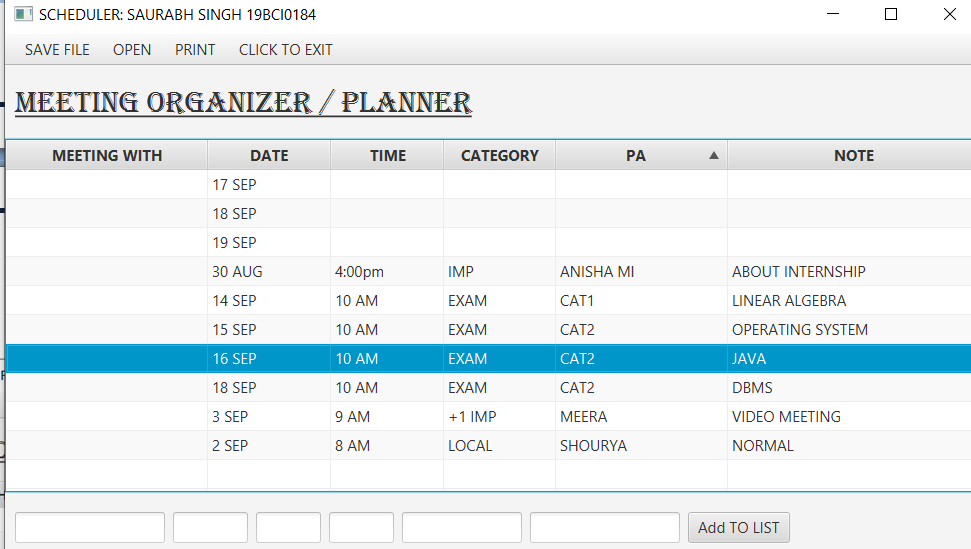 SCHEDULER: SAURABH SINGH 19BCI0184
SAVE FILE OPEN PRINT CLICK TO EXIT
MEETING ORGANIZER / PLANNER
MEETING WITH DATE TIME CATEGORY PA NOTE
17 SEP
18 SEP
19 SEP
30 AUG 4:00pm IMP ANISHA MI ABOUT INTERNSHIP
14 SEP 10 AM EXAM CAT1 LINEAR ALGEBRA
15 SEP 10 AM EXAM CAT2 OPERATING SYSTEM
16 SEP 10 AM EXAM CAT2 JAVA
18 SEP 10 AM EXAM CAT2 DBMS
3 SEP 9 AM +1 IMP MEERA VIDEO MEETING
2 SEP 8 AM LOCAL SHOURYA NORMAL
Add TO LIST